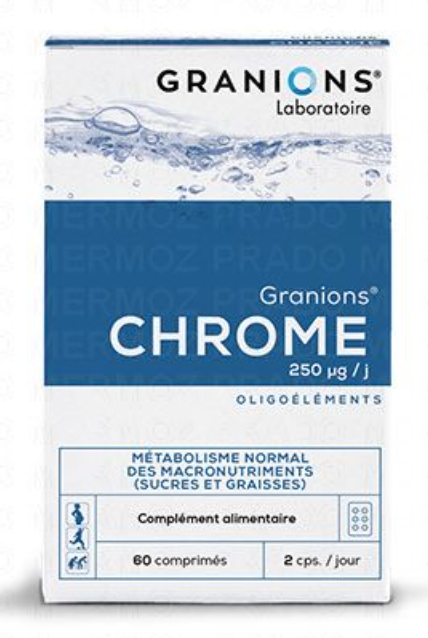 GRANIONS®
Laboratoire
Granions®
CHROME
250 µg / j
OLIGOÉLÉMENTS
MÉTABOLISME NORMAL
DES MACRONUTRIMENTS
(SUCRES ET GRAISSES)
Complément alimentaire
60 comprimés
2 cps. / jour